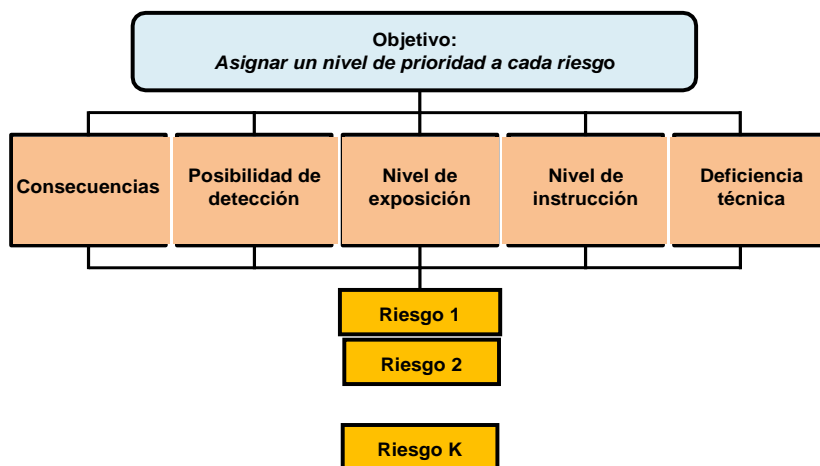 Objetivo:
Asignar un nivel de prioridad a cada riesgo
Consecuencias
Posibilidad de
detección
Nivel de
exposición
Nivel de
instrucción
Deficiencia
técnica
Riesgo 1
Riesgo 2
Riesgo K